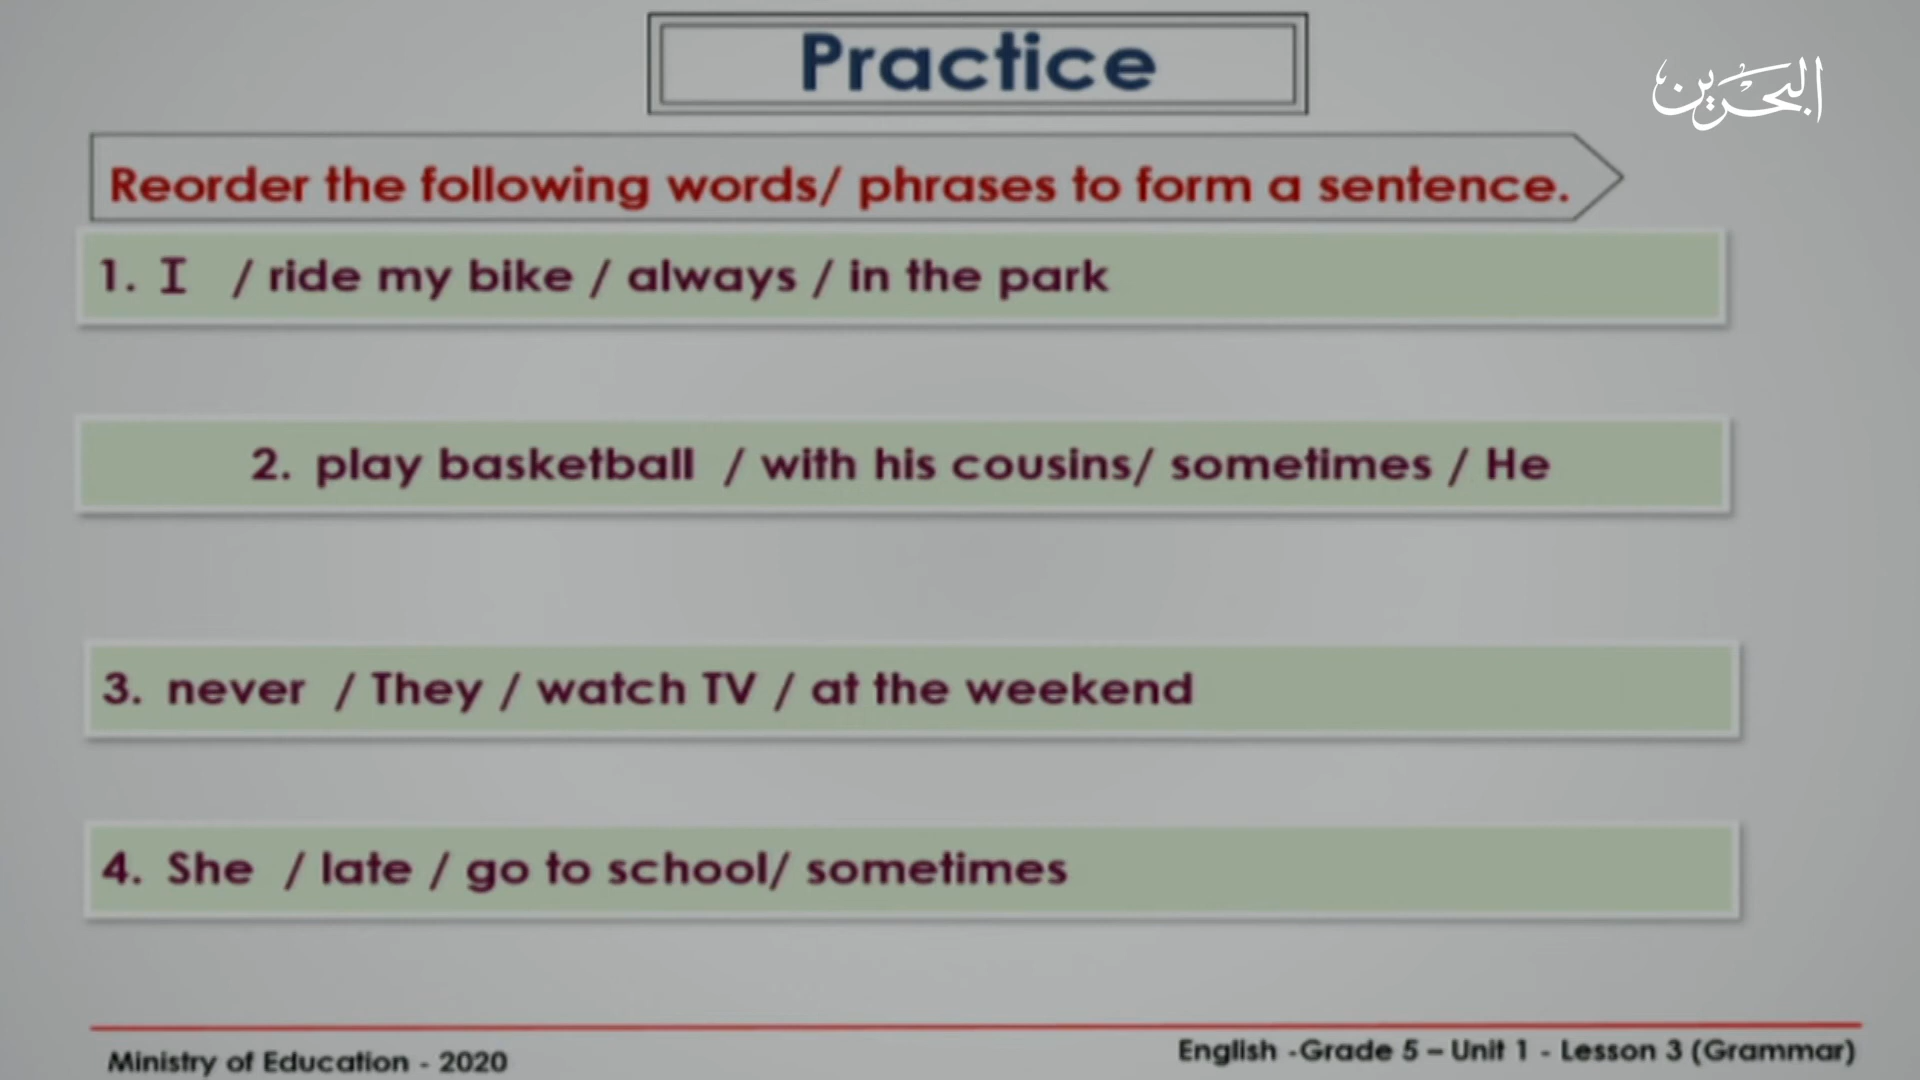 Practice
البحرين
Reorder the following words/ phrases to form a sentence.
1. I / ride my bike / always / in the park
2. play basketball / with his cousins/ sometimes / He
3. never / They / watch TV / at the weekend
4. She / late / go to school/ sometimes
Ministry of Education - 2020
English -Grade 5 – Unit 1 - Lesson 3 (Grammar)